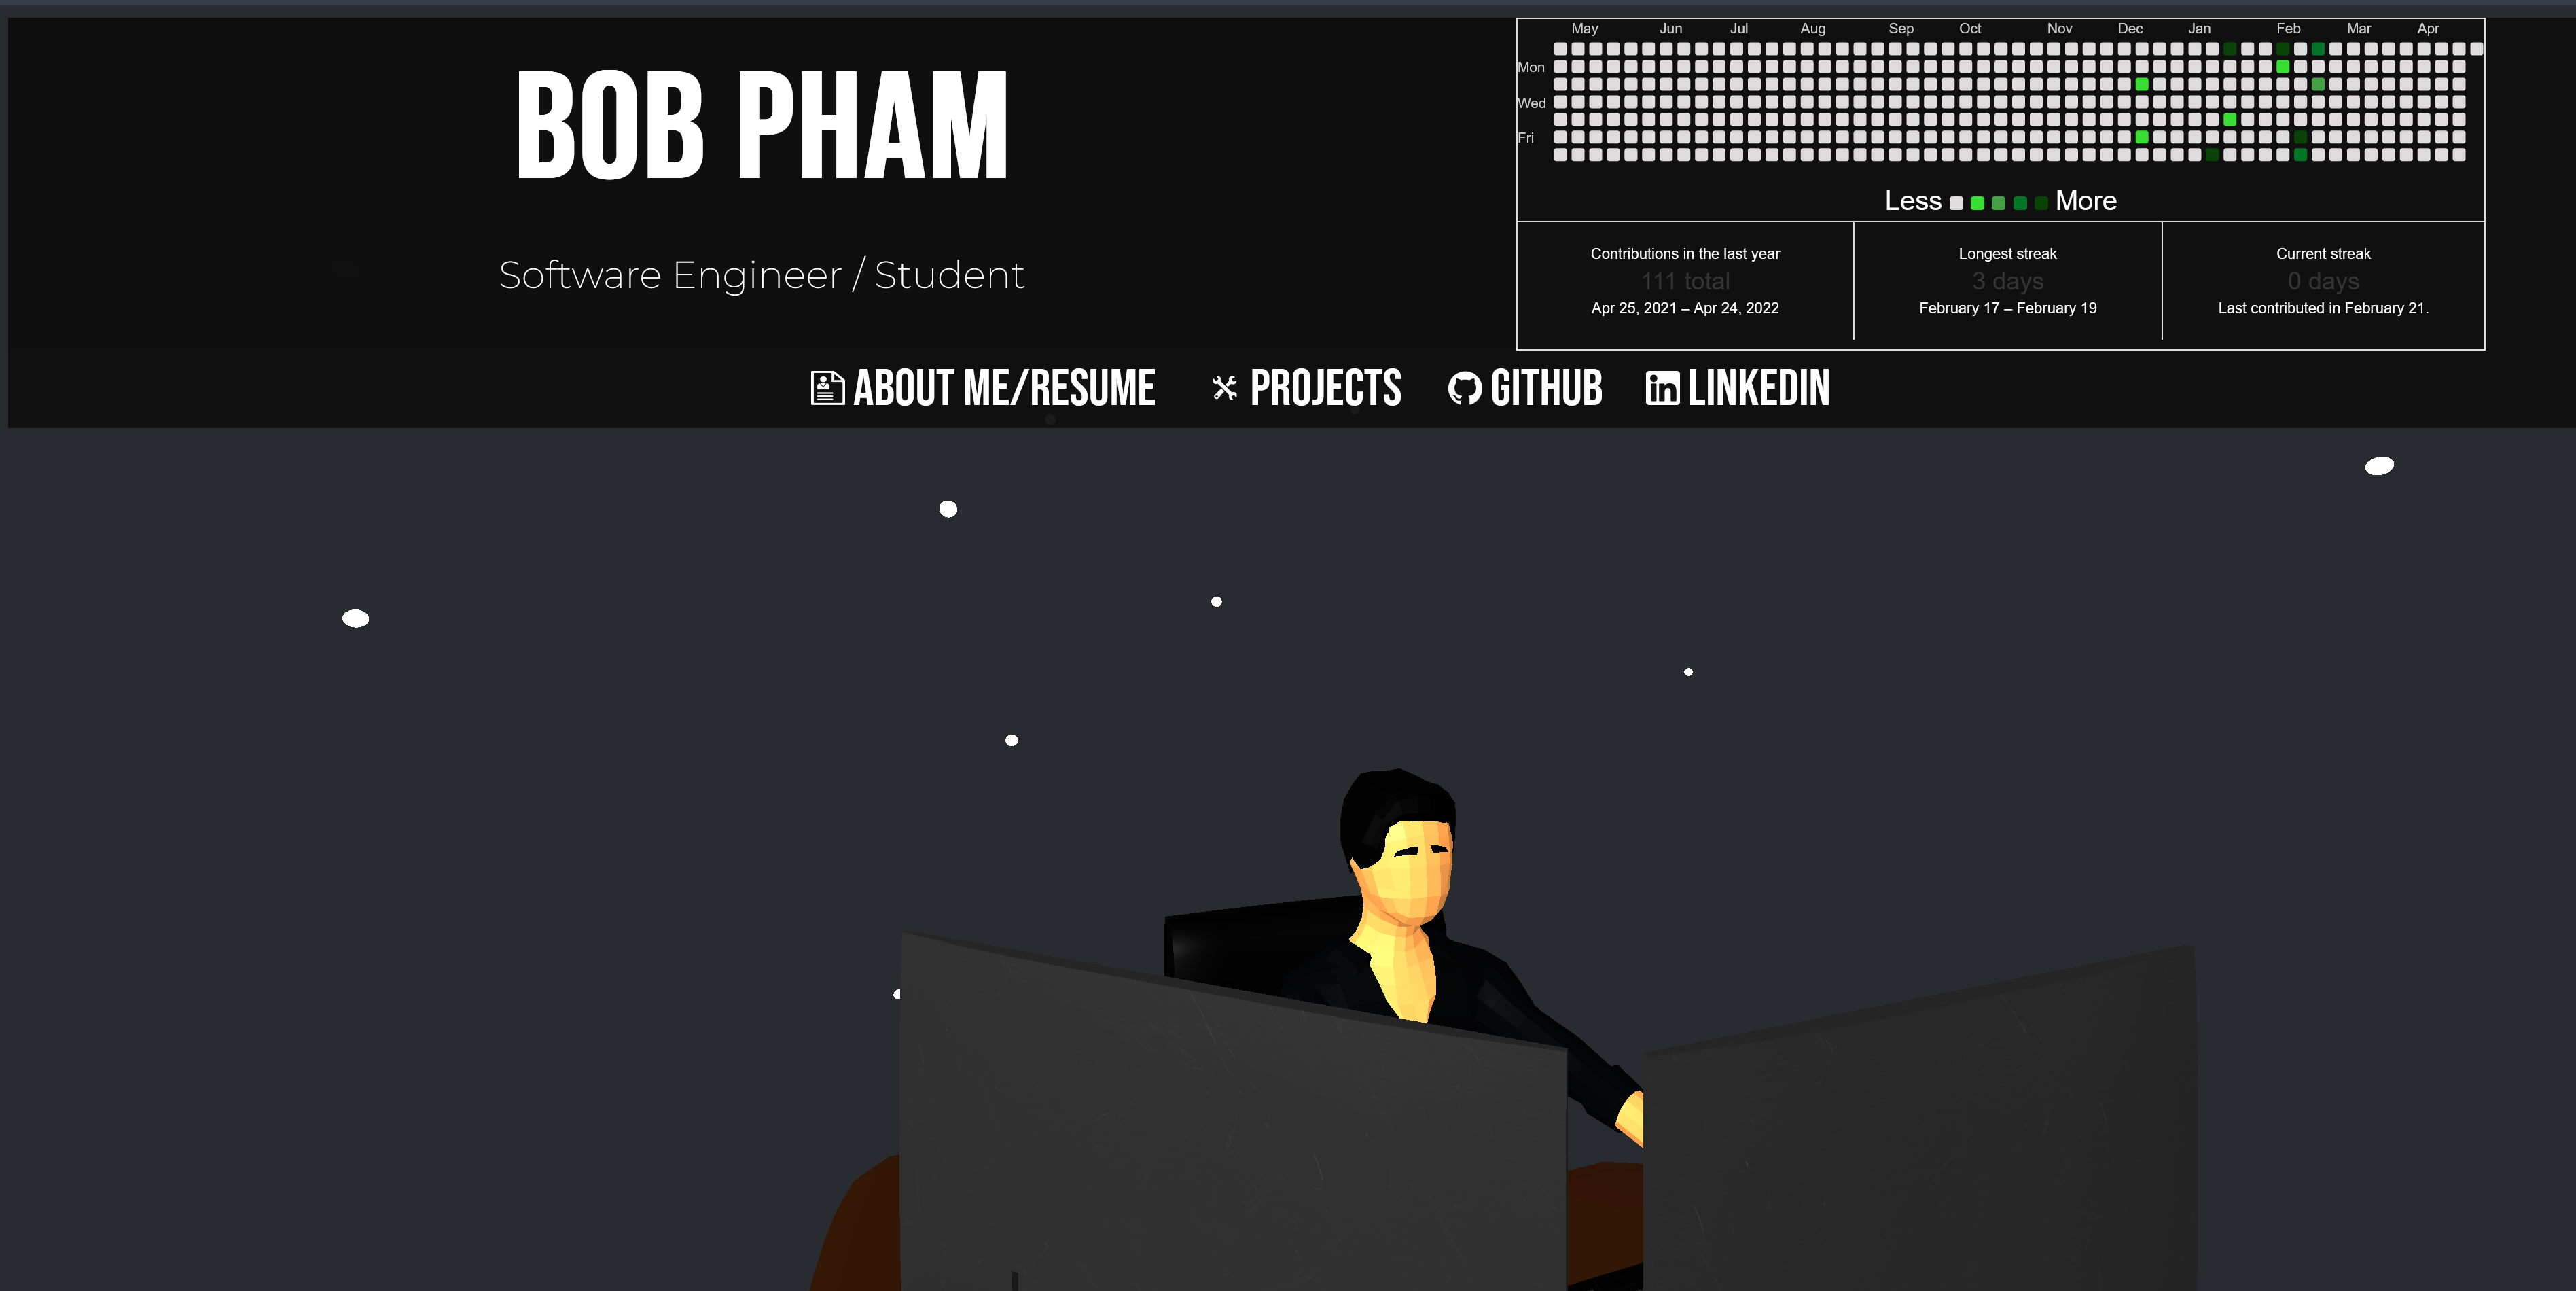 BOB PHAM
Software Engineer / Student
May Jun Jul Aug Sep Oct Nov Dec Jan Feb Mar Apr
Mon
Wed
Fri
Less More
Contributions in the last year
111 total
Apr 25, 2021 – Apr 24, 2022
Longest streak
3 days
February 17 – February 19
Current streak
0 days
Last contributed in February 21.
ABOUT ME/RESUME PROJECTS GITHUB LINKEDIN